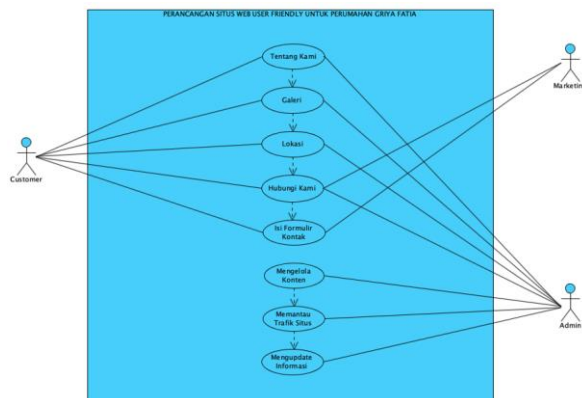 PERANCANGAN SITUS WEB USER FRIENDLY UNTUK PERUMAHAN GRIYA FATIA
Tentang Kami
Galeri
Lokasi
Hubungi Kami
Isi Formulir
Kontak
Mengelola
Konten
Memantau
Trafik Situs
Mengupdate
Informasi
Customer
Marketin
Admin